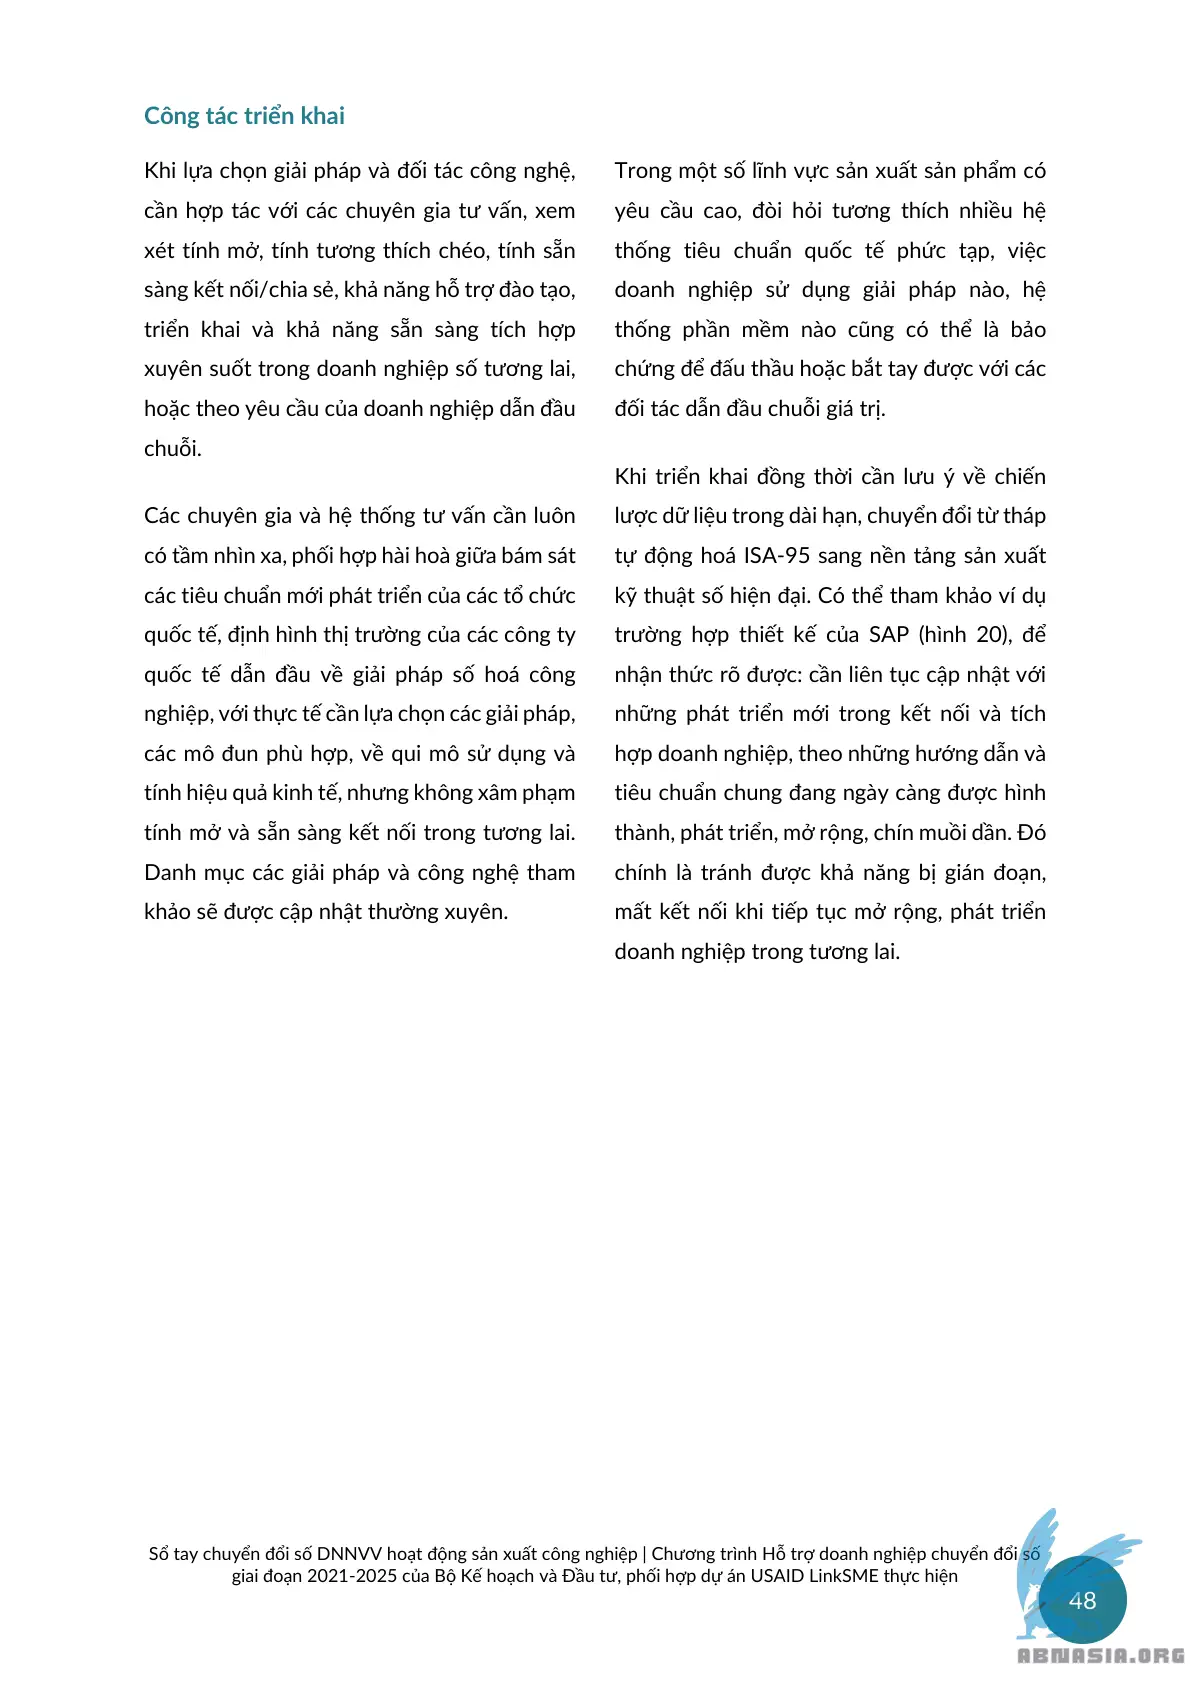 Công tác triển khai
Khi lựa chọn giải pháp và đối tác công nghệ,
cần hợp tác với các chuyên gia tư vấn, xem
xét tính mở, tính tương thích chéo, tính sẵn
sàng kết nối/chia sẻ, khả năng hỗ trợ đào tạo,
triển khai và khả năng sẵn sàng tích hợp
xuyên suốt trong doanh nghiệp số tương lai,
hoặc theo yêu cầu của doanh nghiệp dẫn đầu
chuỗi.
Các chuyên gia và hệ thống tư vấn cần luôn
có tầm nhìn xa, phối hợp hài hoà giữa bám sát
các tiêu chuẩn mới phát triển của các tổ chức
quốc tế, định hình thị trường của các công ty
quốc tế dẫn đầu về giải pháp số hoá công
nghiệp, với thực tế cần lựa chọn các giải pháp,
các mô đun phù hợp, về qui mô sử dụng và
tính hiệu quả kinh tế, nhưng không xâm phạm
tính mở và sẵn sàng kết nối trong tương lai.
Danh mục các giải pháp và công nghệ tham
khảo sẽ được cập nhật thường xuyên.
Trong một số lĩnh vực sản xuất sản phẩm có
yêu cầu cao, đòi hỏi tương thích nhiều hệ
thống tiêu chuẩn quốc tế phức tạp, việc
doanh nghiệp sử dụng giải pháp nào, hệ
thống phần mềm nào cũng có thể là bảo
chứng để đấu thầu hoặc bắt tay được với các
đối tác dẫn đầu chuỗi giá trị.
Khi triển khai đồng thời cần lưu ý về chiến
lược dữ liệu trong dài hạn, chuyển đổi từ tháp
tự động hoá ISA-95 sang nền tảng sản xuất
kỹ thuật số hiện đại. Có thể tham khảo ví dụ
trường hợp thiết kế của SAP (hình 20), để
nhận thức rõ được: cần liên tục cập nhật với
những phát triển mới trong kết nối và tích
hợp doanh nghiệp, theo những hướng dẫn và
tiêu chuẩn chung đang ngày càng được hình
thành, phát triển, mở rộng, chín muồi dần. Đó
chính là tránh được khả năng bị gián đoạn,
mất kết nối khi tiếp tục mở rộng, phát triển
doanh nghiệp trong tương lai.
Sổ tay chuyển đổi số DNNVV hoạt động sản xuất công nghiệp | Chương trình Hỗ trợ doanh nghiệp chuyển đổi số
giai đoạn 2021-2025 của Bộ Kế hoạch và Đầu tư, phối hợp dự án USAID LinkSME thực hiện
48
ABNASIA.ORG